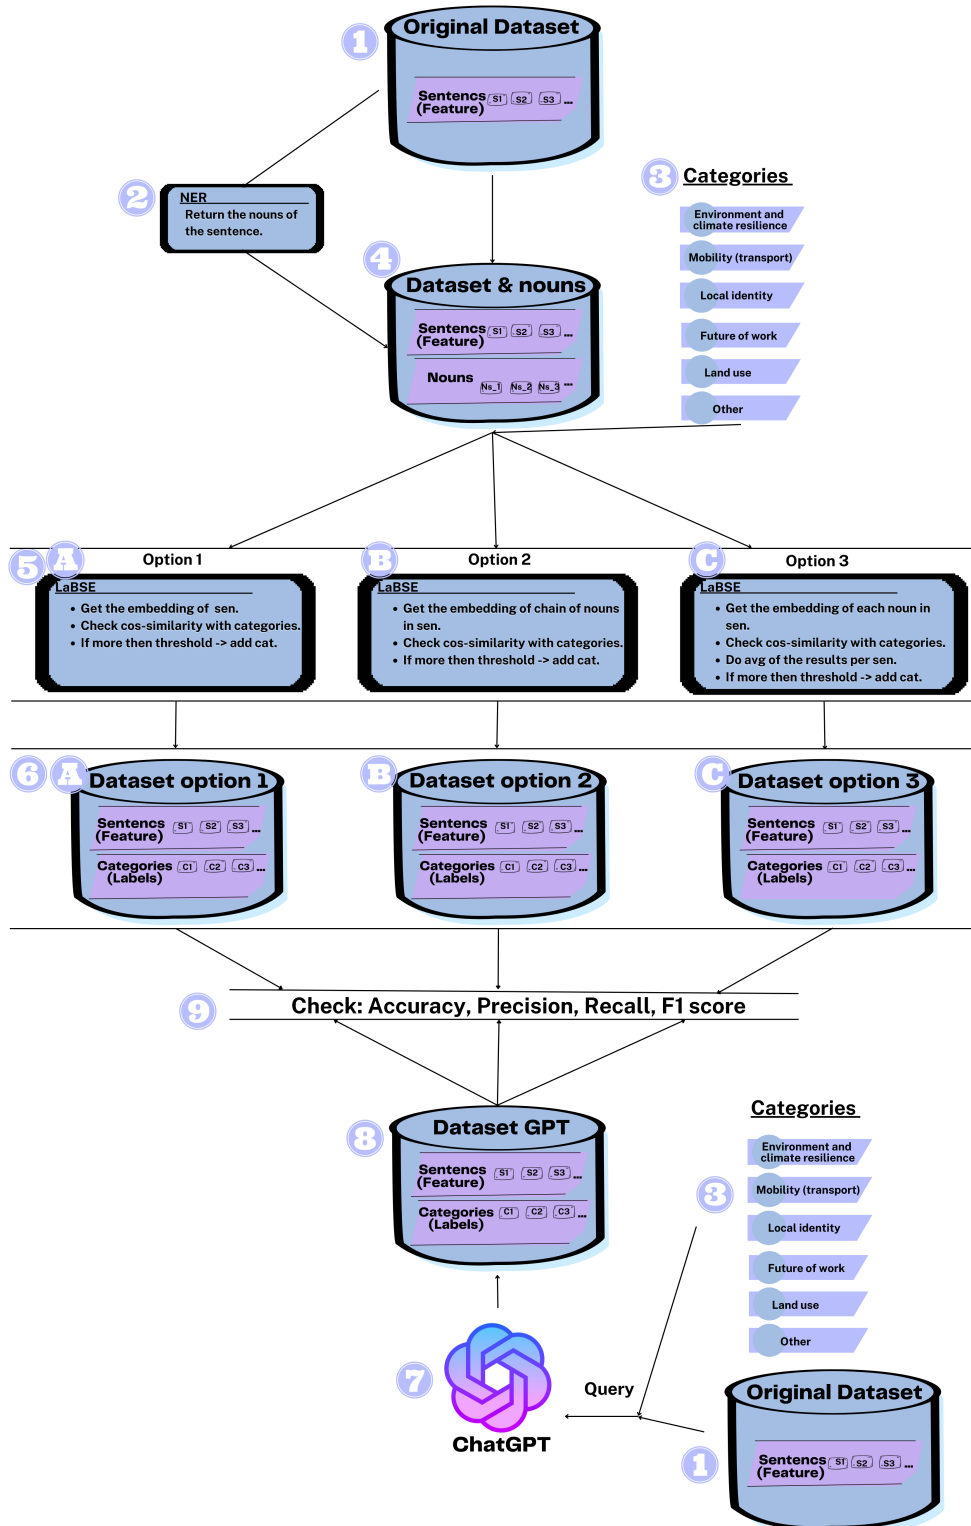 1
Original Dataset
Sentencs
(Feature)
S1 S2 S3 ...
2
NER
Return the nouns of
the sentence.
3
Categories
Environment and
climate resilience
Mobility (transport)
Local identity
Future of work
Land use
Other
4
Dataset & nouns
Sentencs
(Feature)
S1 S2 S3 ...
Nouns
Ns_1 Ns_2 Ns_3 ...
5
A
Option 1
LaBSE
• Get the embedding of sen.
• Check cos-similarity with categories.
• If more then threshold -> add cat.
B
Option 2
LaBSE
• Get the embedding of chain of nouns
in sen.
• Check cos-similarity with categories.
• If more then threshold -> add cat.
C
Option 3
LaBSE
• Get the embedding of each noun in
sen.
• Check cos-similarity with categories.
• Do avg of the results per sen.
• If more then threshold -> add cat.
6
A
Dataset option 1
Sentencs
(Feature)
S1 S2 S3 ...
Categories
(Labels)
C1 C2 C3 ...
B
Dataset option 2
Sentencs
(Feature)
S1 S2 S3 ...
Categories
(Labels)
C1 C2 C3 ...
C
Dataset option 3
Sentencs
(Feature)
S1 S2 S3 ...
Categories
(Labels)
C1 C2 C3 ...
9
Check: Accuracy, Precision, Recall, F1 score
8
Dataset GPT
Sentencs
(Feature)
S1 S2 S3 ...
Categories
(Labels)
C1 C2 C3 ...
Categories
3
Environment and
climate resilience
Mobility (transport)
Local identity
Future of work
Land use
Other
7
ChatGPT
Query
1
Original Dataset
Sentencs
(Feature)
S1 S2 S3 ...